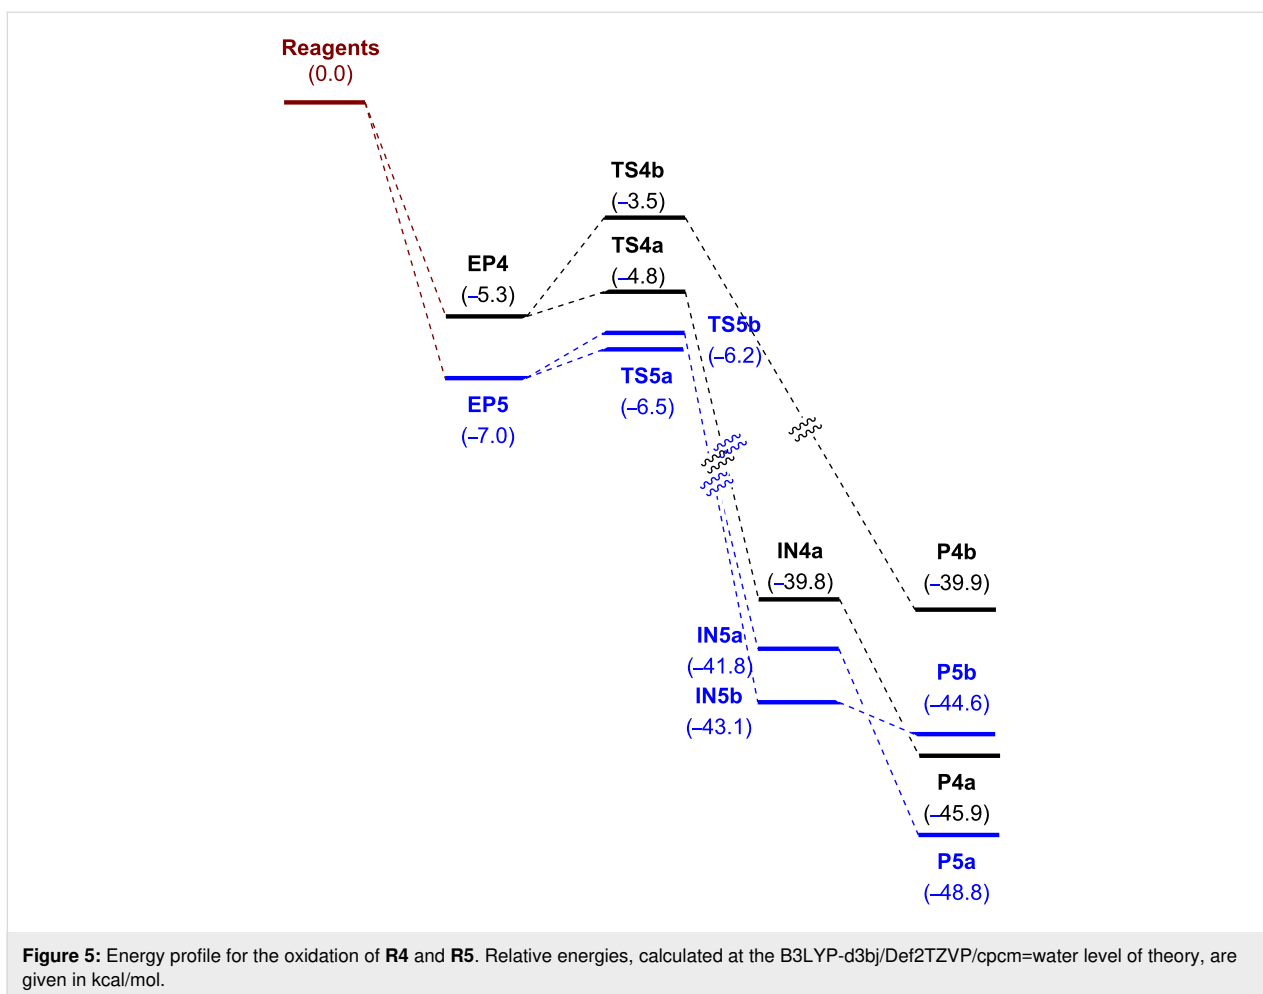 Reagents
(0.0)
TS4b
(–3.5)
TS4a
(–4.8)
EP4
(–5.3)
TS5b
(–6.2)
TS5a
(–6.5)
EP5
(–7.0)
IN4a
(–39.8)
P4b
(–39.9)
IN5a
(–41.8)
IN5b
(–43.1)
P5b
(–44.6)
P4a
(–45.9)
P5a
(–48.8)
Figure 5: Energy profile for the oxidation of R4 and R5. Relative energies, calculated at the B3LYP-d3bj/Def2TZVP/cpcm=water level of theory, are
given in kcal/mol.